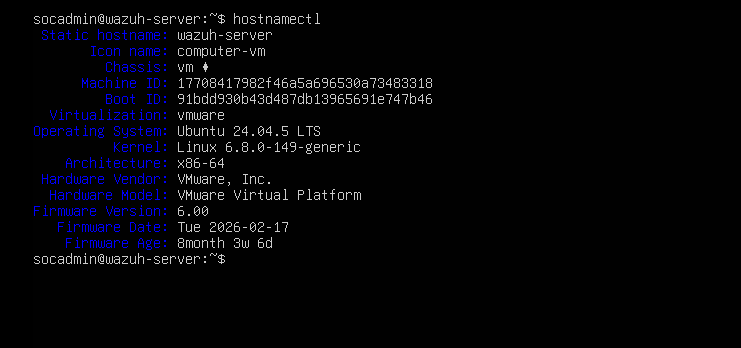 socadmin@wazuh-server:~$ hostnamectl
Static hostname: wazuh-server
Icon name: computer-vm
Chassis: vm ♦
Machine ID: 17708417982f46a5a696530a73483318
Boot ID: 91bdd930b43d487db13965691e747b46
Virtualization: vmware
Operating System: Ubuntu 24.04.5 LTS
Kernel: Linux 6.8.0-149-generic
Architecture: x86-64
Hardware Vendor: VMware, Inc.
Hardware Model: VMware Virtual Platform
Firmware Version: 6.00
Firmware Date: Tue 2026-02-17
Firmware Age: 8month 3w 6d
socadmin@wazuh-server:~$